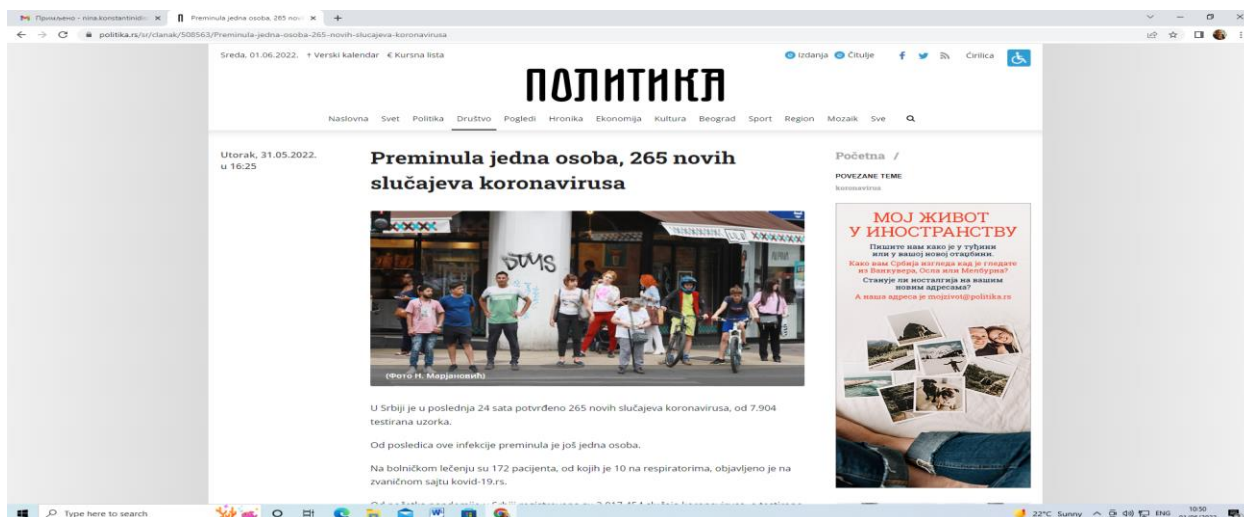 Примљено - nina.konstantinidis
Preminula jedna osoba, 265 novi
politika.rs/sr/clanak/508563/Preminula-jedna-osoba-265-novih-slucajeva-koronavirusa
Sreda, 01.06.2022. † Verski kalendar € Kursna lista
Izdanja Čitulje Ćirilica
ПОЛИТИКА
Naslovna Svet Politika Društvo Pogledi Hronika Ekonomija Kultura Beograd Sport Region Mozaik Sve
Utorak, 31.05.2022.
u 16:25
Preminula jedna osoba, 265 novih
slučajeva koronavirusa
STYMS
(Фото Н. Марјановић)
U Srbiji je u poslednja 24 sata potvrđeno 265 novih slučajeva koronavirusa, od 7.904
testirana uzorka.
Od posledica ove infekcije preminula je još jedna osoba.
Na bolničkom lečenju su 172 pacijenta, od kojih je 10 na respiratorima, objavljeno je na
zvaničnom sajtu kovid-19.rs.
Početna /
POVEZANE TEME
koronavirus
МОЈ ЖИВОТ
У ИНОСТРАНСТВУ
Пишите нам како је у туђини
или у вашој новој отаџбини.
Како вам Србија изгледа кад је гледате
из Ванкувера, Осла или Мелбурна?
Станује ли носталгија на вашим
новим адресама?
А наша адреса је mojzivot@politika.rs
Type here to search
22°C Sunny
ENG
10:50
01/06/2022